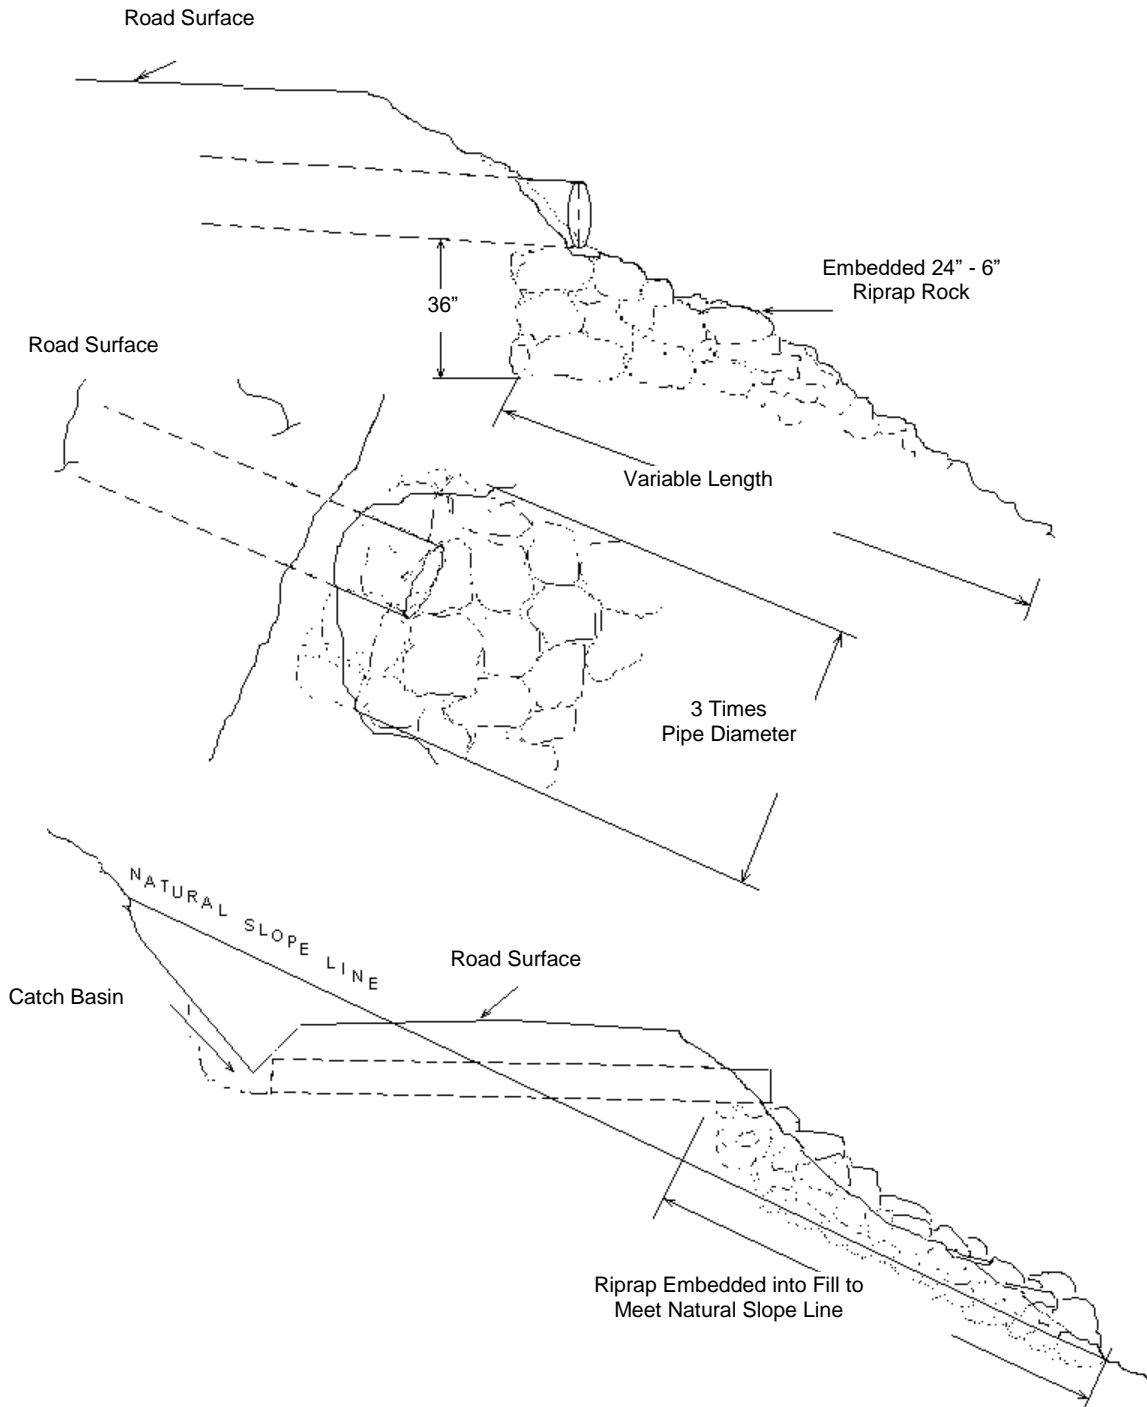 Road Surface
Embedded 24” - 6”
Riprap Rock
36”
Road Surface
Variable Length
3 Times
Pipe Diameter
NATURAL SLOPE LINE
Road Surface
Catch Basin
Riprap Embedded into Fill to
Meet Natural Slope Line